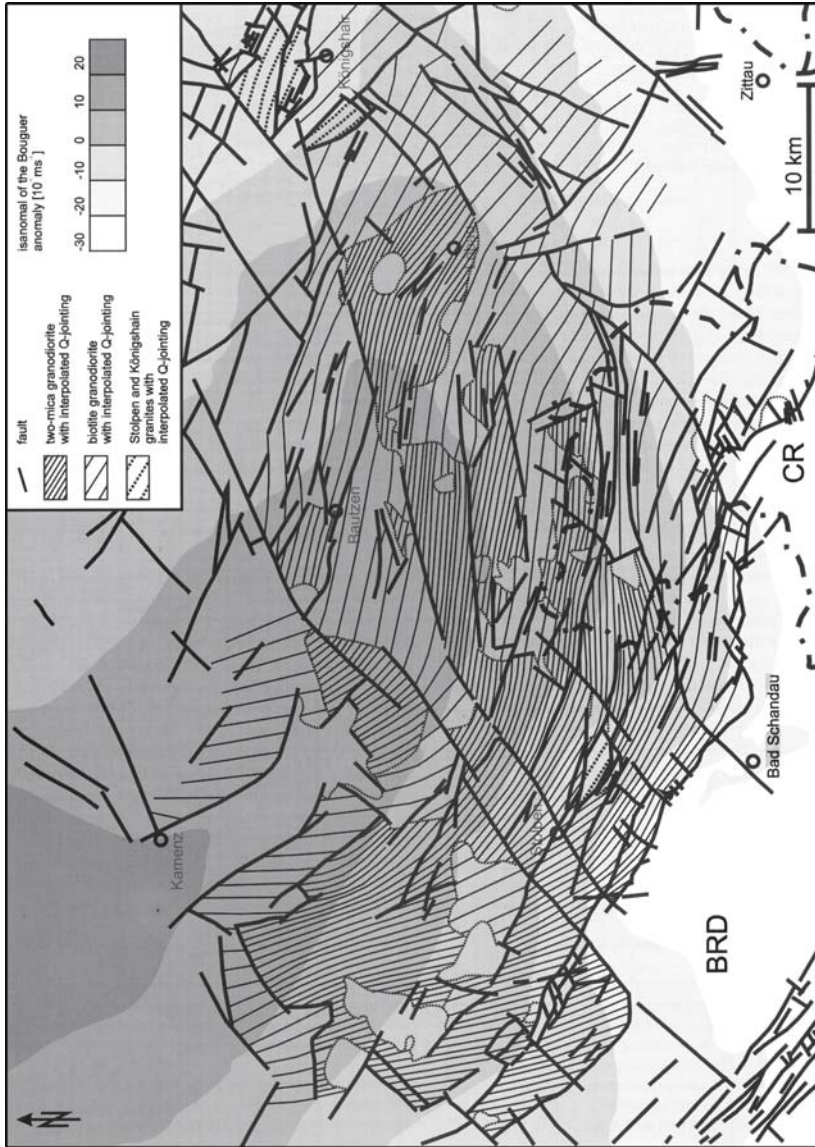 fault
two-mica granodiorite
with interpolated Q-jointing
biotite granodiorite
with interpolated Q-jointing
Stolpen and Königshain
granites with
interpolated Q-jointing
isanomal of the Bouguer
anomaly [10 ms ]
-30
-20
-10
0
10
20
N
Kamenz
Bautzen
Königshain
Stolpen
Bad Schandau
Zittau
BRD
CR
10 km